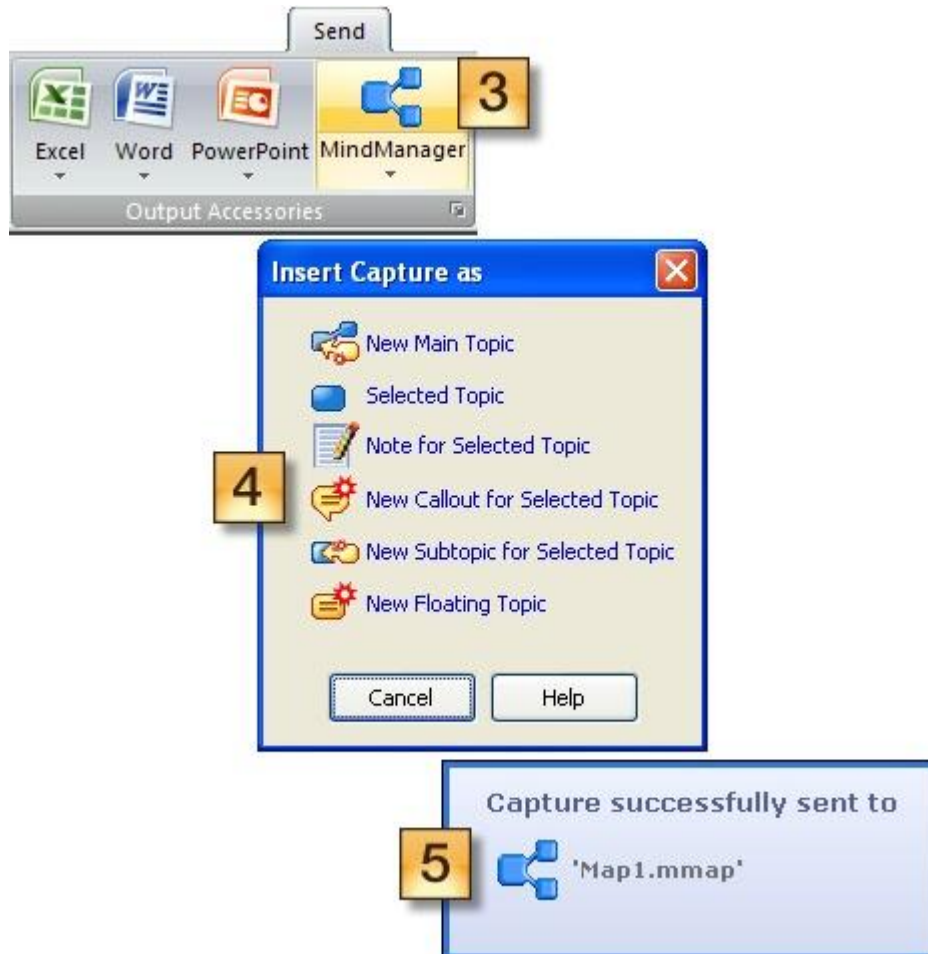 Send
3
Excel Word PowerPoint MindManager
Output Accessories
Insert Capture as
New Main Topic
Selected Topic
Note for Selected Topic
4
New Callout for Selected Topic
New Subtopic for Selected Topic
New Floating Topic
Cancel Help
Capture successfully sent to
5
'Map1.mmap'